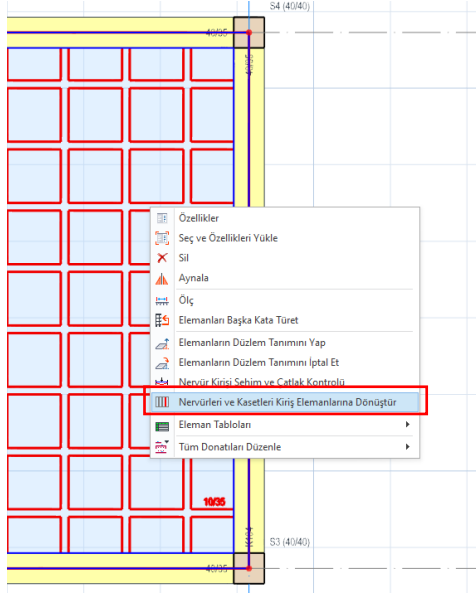 S4 (40/40)
40/35
40/35
Özellikler
Seç ve Özellikleri Yükle
Sil
Aynala
Ölç
Elemanları Başka Kata Türet
Elemanların Düzlem Tanımını Yap
Elemanların Düzlem Tanımını İptal Et
Nervür Kirişi Sehim ve Çatlak Kontrolü
Nervürleri ve Kasetleri Kiriş Elemanlarına Dönüştür
Eleman Tabloları
Tüm Donatıları Düzenle
10/35
K104
S3 (40/40)
40/35